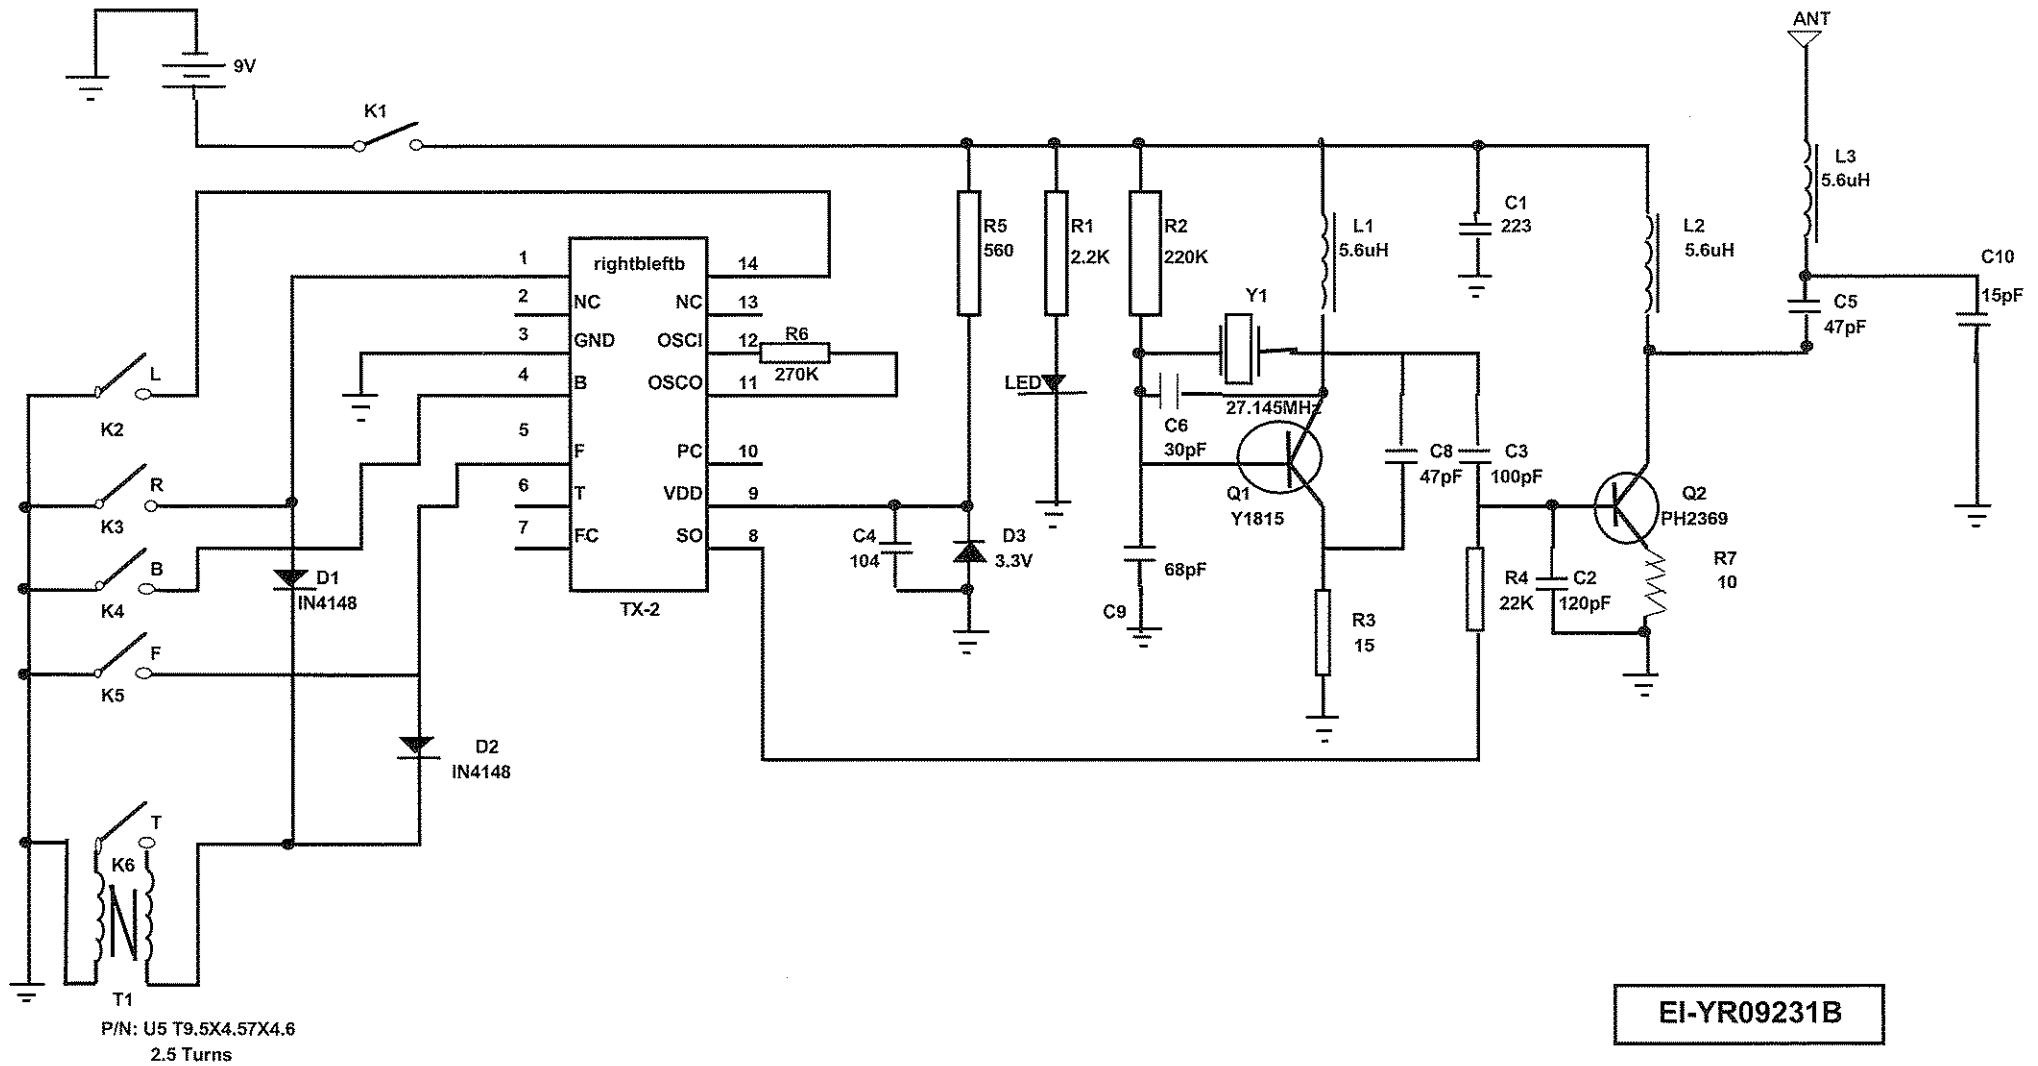 ANT
9V
K1
L3
5.6uH
C1
223
R5
560
R1
2.2K
R2
220K
L1
5.6uH
L2
5.6uH
C10
15pF
1
rightbleftb
14
2
NC
NC
13
3
GND
OSCI
12
R6
270K
4
B
OSCO
11
5
F
PC
10
6
T
VDD
9
7
FC
SO
8
TX-2
Y1
27.145MHz
C5
47pF
LED
C6
30pF
Q1
Y1815
C8
47pF
C3
100pF
Q2
PH2369
L
K2
R
K3
B
K4
D1
IN4148
F
K5
C4
104
D3
3.3V
68pF
C9
R3
15
R4
22K
C2
120pF
R7
10
D2
IN4148
T
K6
T1
P/N: U5 T9.5X4.57X4.6
2.5 Turns
EI-YR09231B